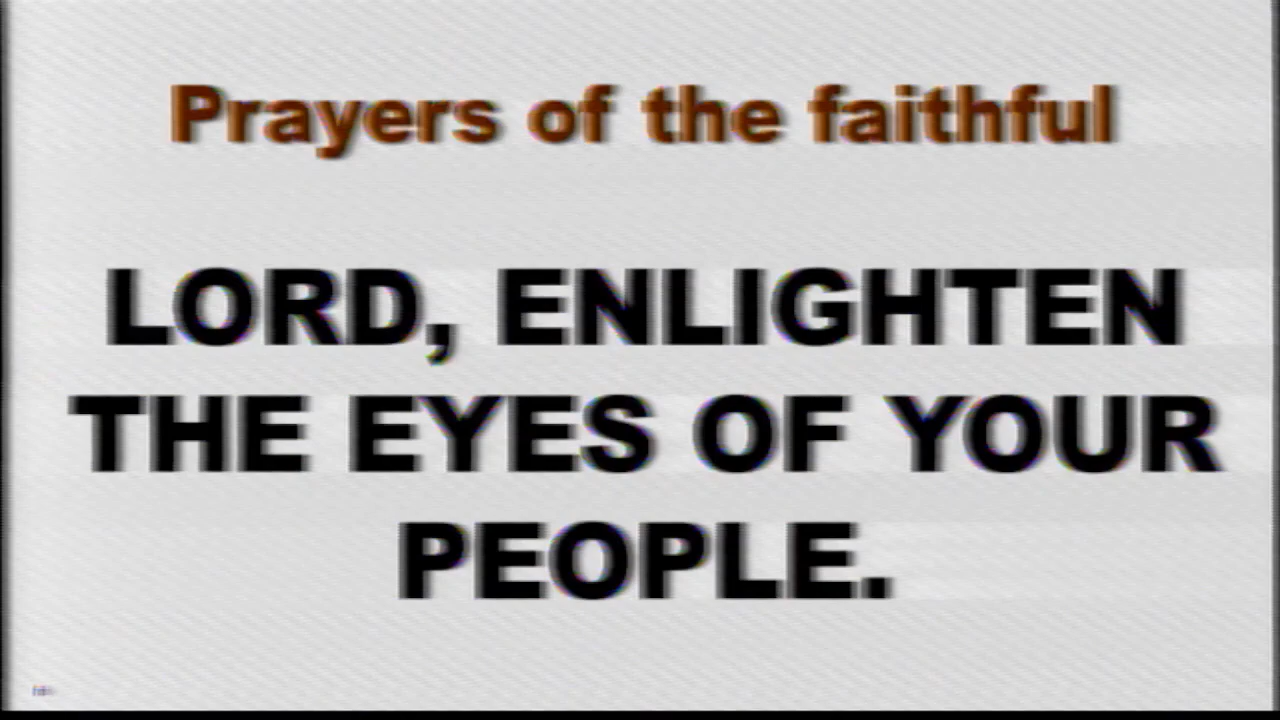 Prayers of the faithful
LORD, ENLIGHTEN
THE EYES OF YOUR
PEOPLE.